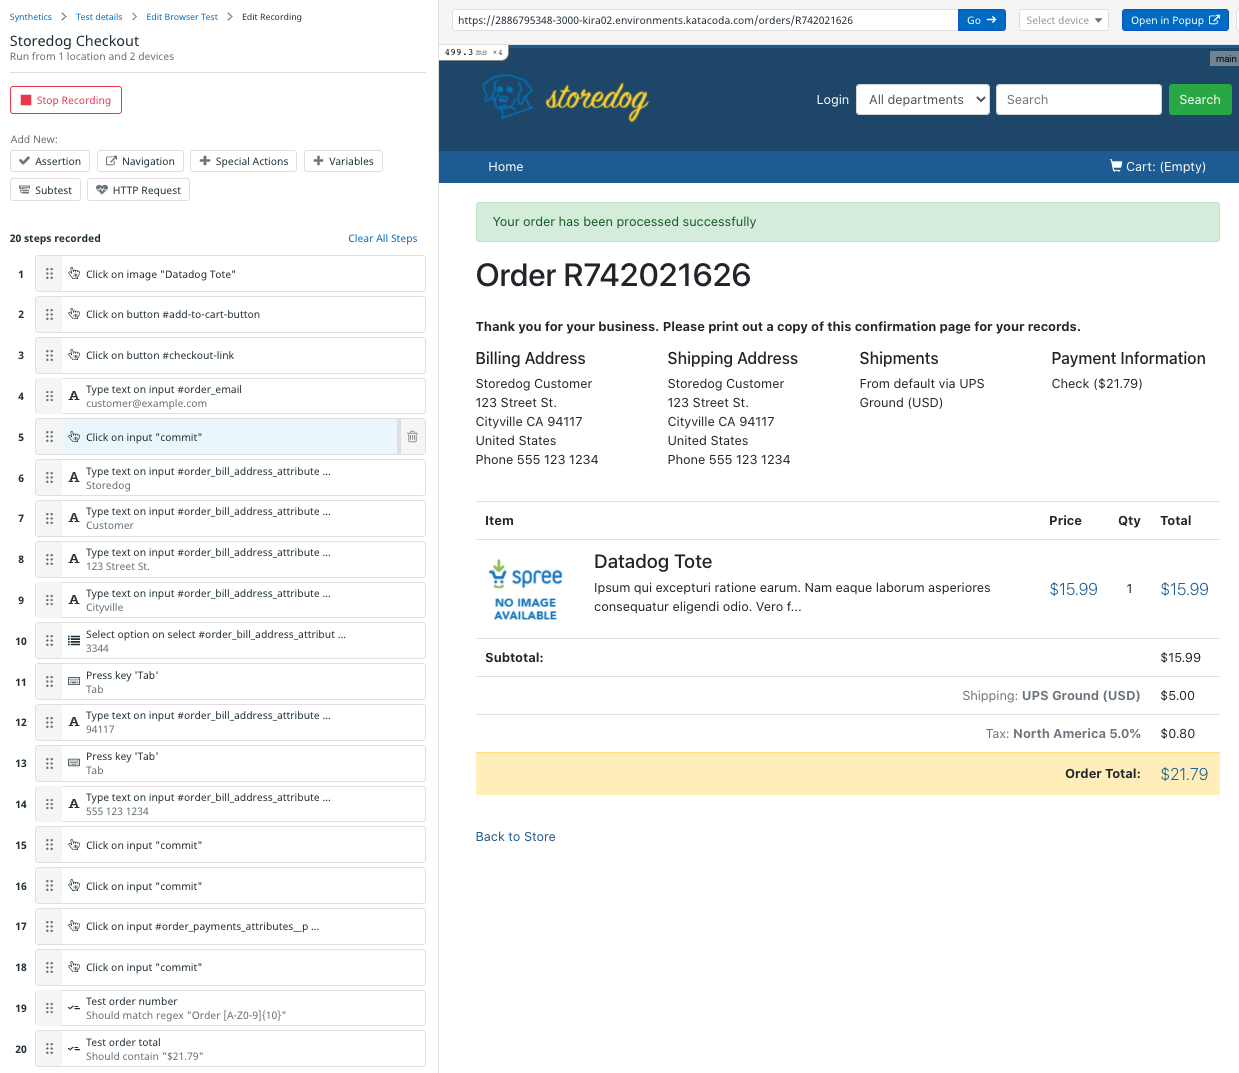 Synthetics > Test details > Edit Browser Test > Edit Recording
Storedog Checkout
Run from 1 location and 2 devices
Stop Recording
Add New:
Assertion
Navigation
Special Actions
Variables
Subtest
HTTP Request
20 steps recorded
Clear All Steps
1 Click on image "Datadog Tote"
2 Click on button #add-to-cart-button
3 Click on button #checkout-link
4 Type text on input #order_email
customer@example.com
5 Click on input "commit"
6 Type text on input #order_bill_address_attribute ...
Storedog
7 Type text on input #order_bill_address_attribute ...
Customer
8 Type text on input #order_bill_address_attribute ...
123 Street St.
9 Type text on input #order_bill_address_attribute ...
Cityville
10 Select option on select #order_bill_address_attribut ...
3344
11 Press key 'Tab'
Tab
12 Type text on input #order_bill_address_attribute ...
94117
13 Press key 'Tab'
Tab
14 Type text on input #order_bill_address_attribute ...
555 123 1234
15 Click on input "commit"
16 Click on input "commit"
17 Click on input #order_payments_attributes__p ...
18 Click on input "commit"
19 Test order number
Should match regex "Order [A-Z0-9]{10}"
20 Test order total
Should contain "$21.79"
https://2886795348-3000-kira02.environments.katacoda.com/orders/R742021626
Go
Select device
Open in Popup
499.3 ms ×4
main
storedog
Login
All departments
Search
Search
Home
Cart: (Empty)
Your order has been processed successfully
Order R742021626
Thank you for your business. Please print out a copy of this confirmation page for your records.
Billing Address
Storedog Customer
123 Street St.
Cityville CA 94117
United States
Phone 555 123 1234
Shipping Address
Storedog Customer
123 Street St.
Cityville CA 94117
United States
Phone 555 123 1234
Shipments
From default via UPS
Ground (USD)
Payment Information
Check ($21.79)
Item Price Qty Total
spree
NO IMAGE
AVAILABLE
Datadog Tote
Ipsum qui excepturi ratione earum. Nam eaque laborum asperiores
consequatur eligendi odio. Vero f...
$15.99 1 $15.99
Subtotal: $15.99
Shipping: UPS Ground (USD) $5.00
Tax: North America 5.0% $0.80
Order Total: $21.79
Back to Store